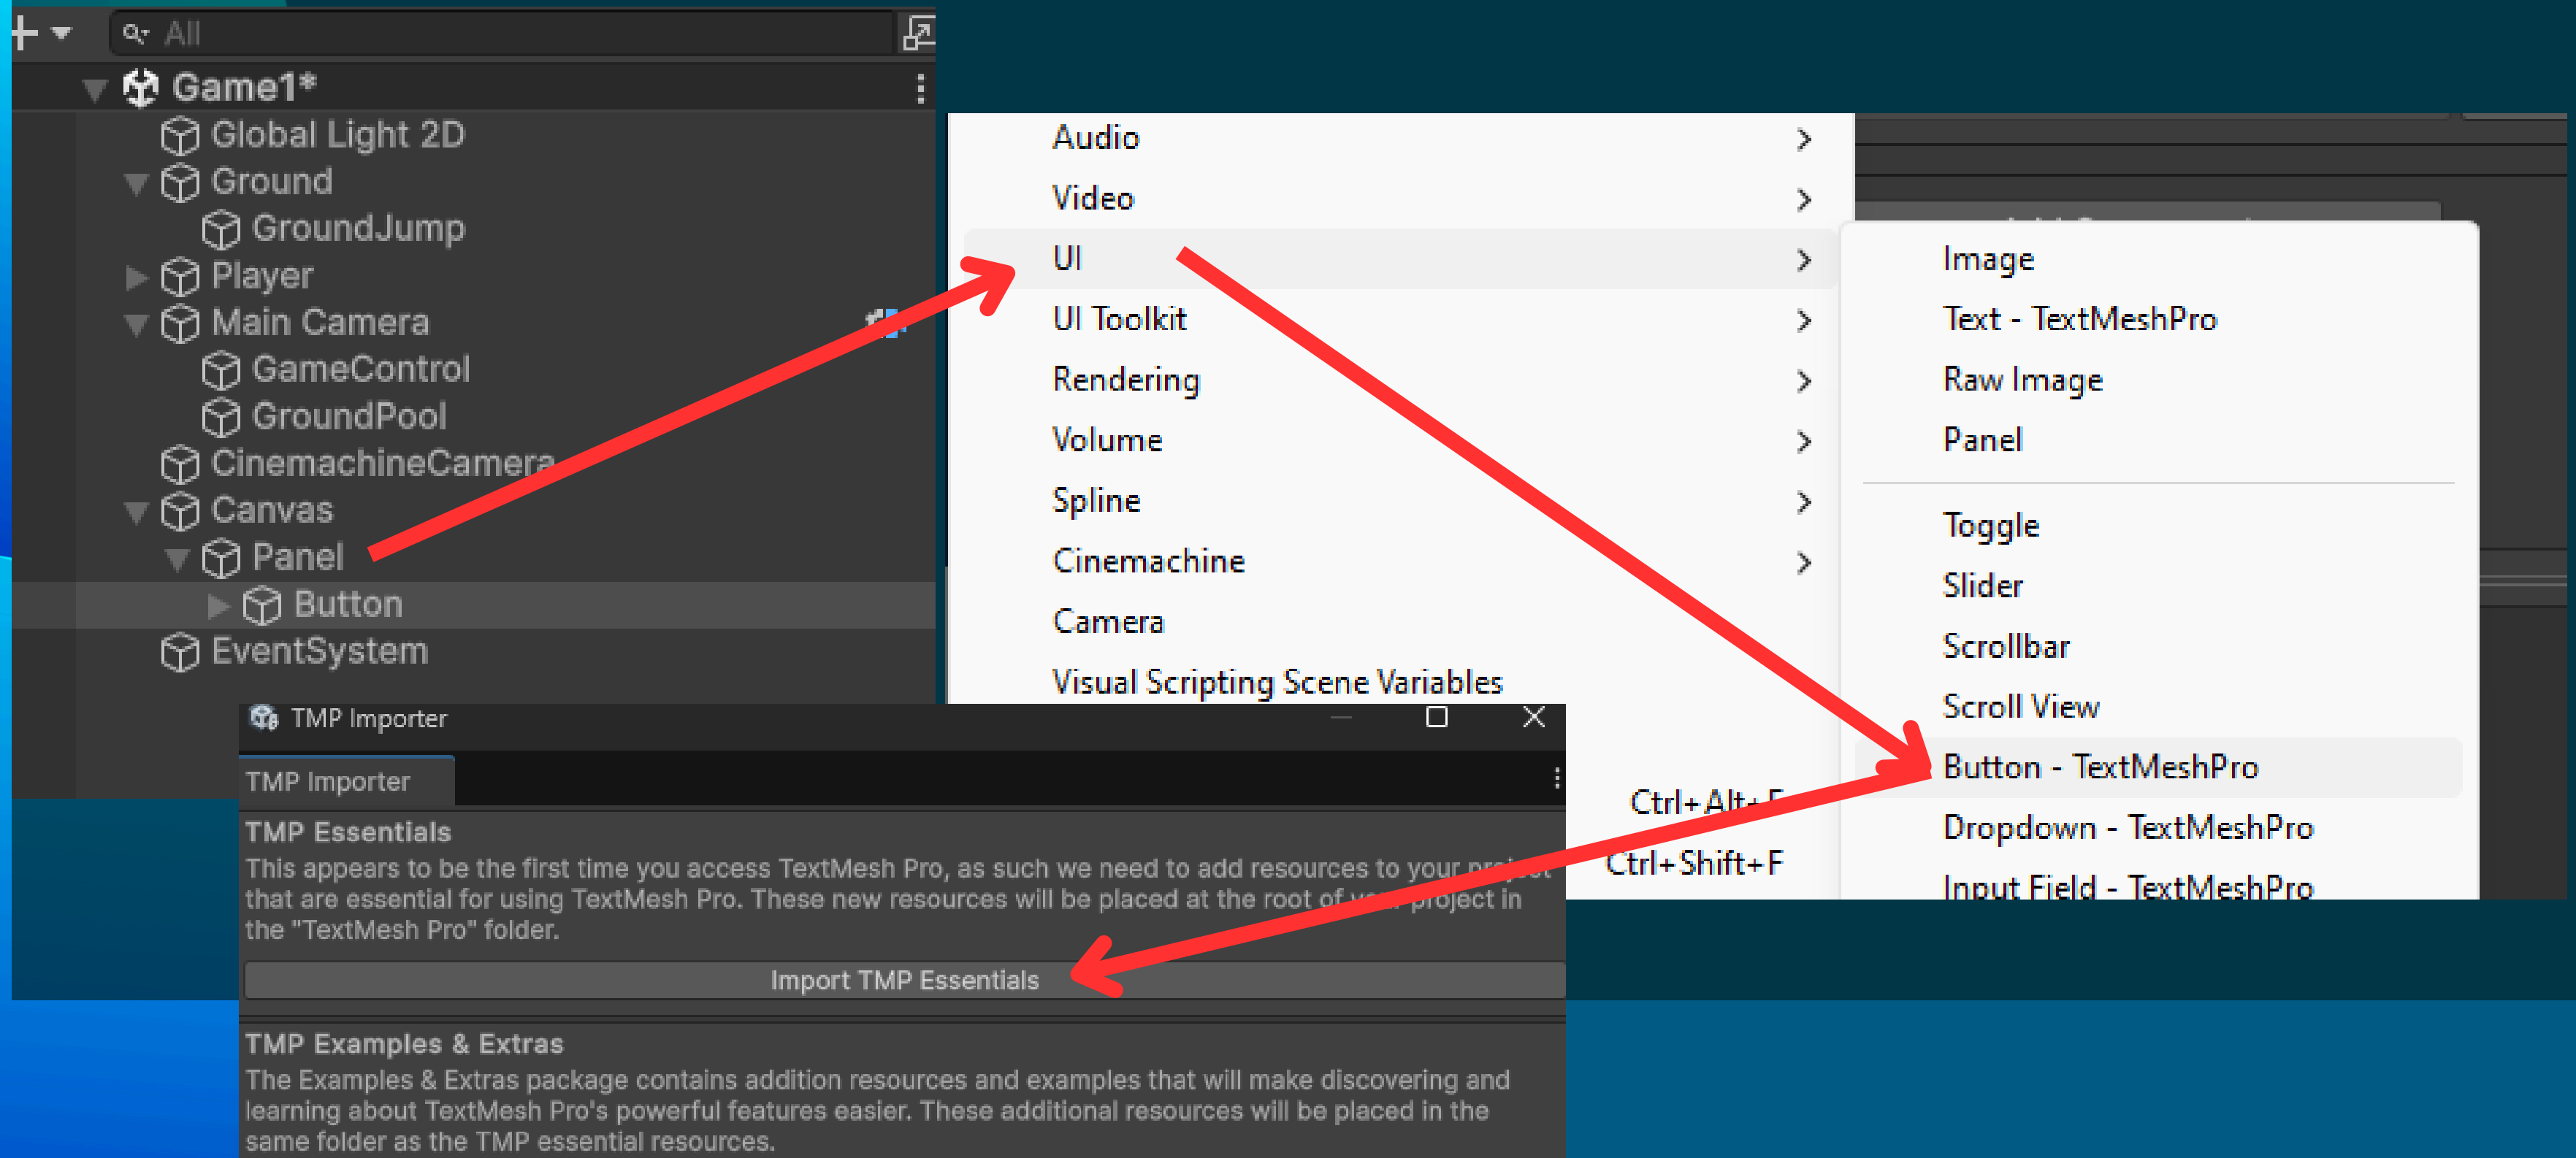 All
Game1*
Global Light 2D
Ground
GroundJump
Player
Main Camera
GameControl
GroundPool
CinemachineCamera
Canvas
Panel
Button
EventSystem
Audio
Video
UI
UI Toolkit
Rendering
Volume
Spline
Cinemachine
Camera
Visual Scripting Scene Variables
Ctrl+Alt+F
Ctrl+Shift+F
Image
Text - TextMeshPro
Raw Image
Panel
Toggle
Slider
Scrollbar
Scroll View
Button - TextMeshPro
Dropdown - TextMeshPro
Input Field - TextMeshPro
TMP Importer
TMP Importer
TMP Essentials
This appears to be the first time you access TextMesh Pro, as such we need to add resources to your project
that are essential for using TextMesh Pro. These new resources will be placed at the root of your project in
the "TextMesh Pro" folder.
Import TMP Essentials
TMP Examples & Extras
The Examples & Extras package contains addition resources and examples that will make discovering and
learning about TextMesh Pro's powerful features easier. These additional resources will be placed in the
same folder as the TMP essential resources.